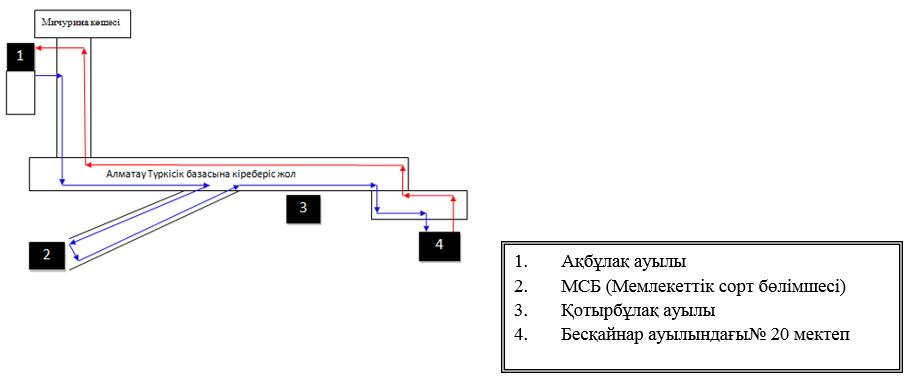 Мичурина көшесі
1
Алматау Түркісік базасына кіреберіс жол
3
2
4
1. Ақбұлақ ауылы
2. МСБ (Мемлекеттік сорт бөлімшесі)
3. Қотырбұлақ ауылы
4. Бесқайнар ауылындағы№ 20 мектеп